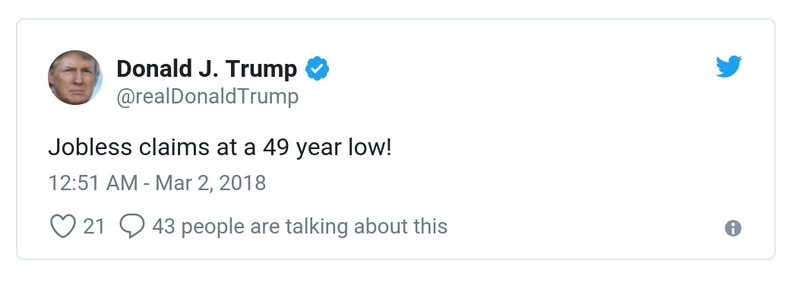 Donald J. Trump
@realDonaldTrump
Jobless claims at a 49 year low!
12:51 AM - Mar 2, 2018
21 43 people are talking about this